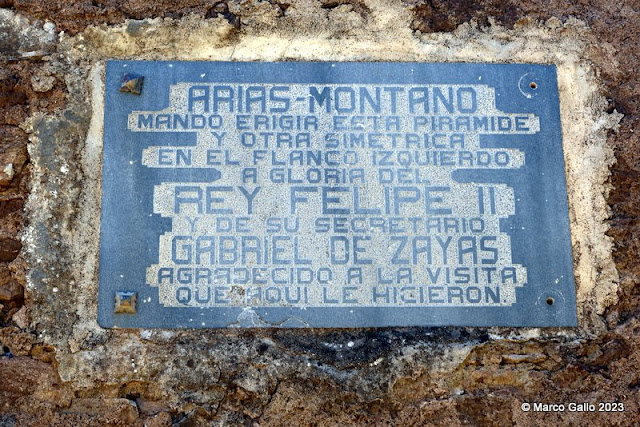 ARIAS-MONTANO
MANDO ERIGIR ESTA PIRAMIDE
Y OTRA SIMETRICA
EN EL FLANCO IZQUIERDO
A GLORIA DEL
REY FELIPE II
Y DE SU SECRETARIO
GABRIEL DE ZAYAS
AGRADECIDO A LA VISITA
QUE AQUI LE HICIERON
© Marco Gallo 2023